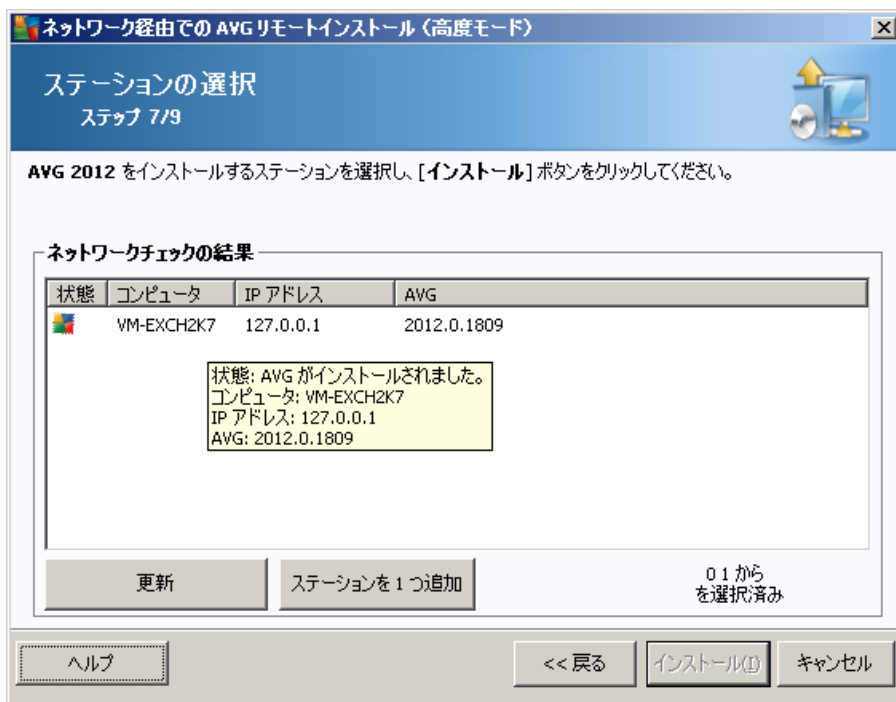 ネットワーク経由での AVG リモートインストール（高度モード）
ステーションの選択
ステップ 7/9
AVG 2012 をインストールするステーションを選択し、[インストール] ボタンをクリックしてください。
ネットワークチェックの結果
状態 コンピュータ IP アドレス AVG
VM-EXCH2K7 127.0.0.1 2012.0.1809
状態: AVG がインストールされました。
コンピュータ: VM-EXCH2K7
IP アドレス: 127.0.0.1
AVG: 2012.0.1809
更新 ステーションを 1 つ追加
0 1 から
を選択済み
ヘルプ << 戻る インストール(I) キャンセル